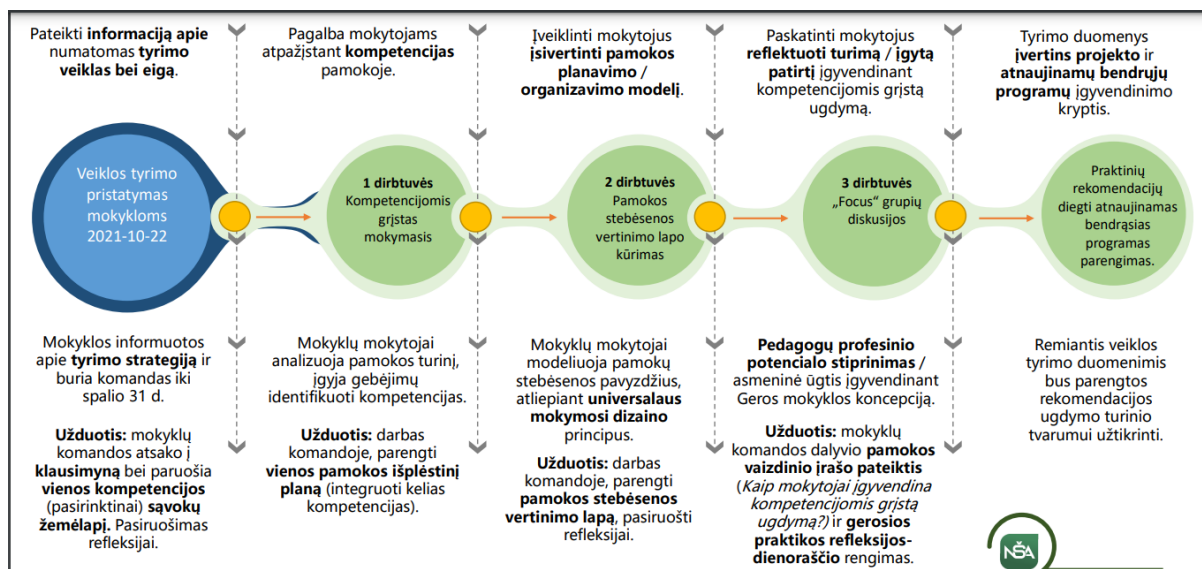 Pateikti informaciją apie
numatomas tyrimo
veiklas bei eigą.
Pagalba mokytojams
atpažįstant kompetencijas
pamokoje.
Įveiklinti mokytojus
įsivertinti pamokos
planavimo /
organizavimo modelį.
Paskatinti mokytojus
reflektuoti turimą / įgytą
patirtį įgyvendinant
kompetencijomis grįstą
ugdymą.
Tyrimo duomenys
įvertins projekto ir
atnaujinamų bendrųjų
programų įgyvendinimo
kryptis.
Veiklos tyrimo
pristatymas
mokykloms
2021-10-22
1 dirbtuvės
Kompetencijomis
grįstas
mokymasis
2 dirbtuvės
Pamokos
stebėsenos
vertinimo lapo
kūrimas
3 dirbtuvės
„Focus“ grupių
diskusijos
Praktinių
rekomendacijų
diegti atnaujinamas
bendrąsias
programas
parengimas.
Mokyklos informuotos
apie tyrimo strategiją ir
buria komandas iki
spalio 31 d.
Užduotis: mokyklų
komandos atsako į
klausimyną bei paruošia
vienos kompetencijos
(pasirinktinai) sąvokų
žemėlapį. Pasiruošimas
refleksijai.
Mokyklų mokytojai
analizuoja pamokos turinį,
įgyja gebėjimų
identifikuoti kompetencijas.
Užduotis: darbas
komandoje, parengti
vienos pamokos išplėstinį
planą (integruoti kelias
kompetencijas).
Mokyklų mokytojai
modeliuoja pamokų
stebėsenos pavyzdžius,
atliepiant universalaus
mokymosi dizaino
principus.
Užduotis: darbas
komandoje, parengti
pamokos stebėsenos
vertinimo lapą, pasiruošti
refleksijai.
Pedagogų profesinio
potencialo stiprinimas /
asmeninė ūgtis įgyvendinant
Geros mokyklos koncepciją.
Užduotis: mokyklų
komandos dalyvio pamokos
vaizdinio įrašo pateiktis
(Kaip mokytojai įgyvendina
kompetencijomis grįstą
ugdymą?) ir gerosios
praktikos refleksijos-
dienoraščio rengimas.
Remiantis veiklos
tyrimo duomenimis
bus parengtos
rekomendacijos
ugdymo turinio
tvarumui užtikrinti.
NŠA